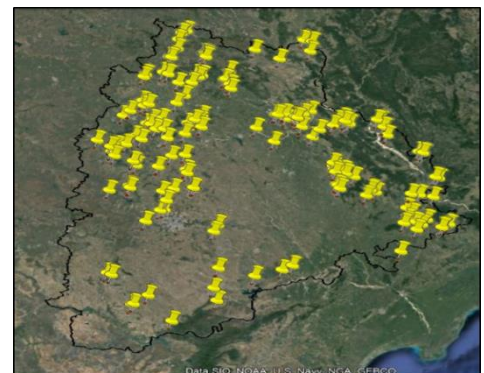 Data SIO, NOAA, U.S. Navy, NGA, GEBCO